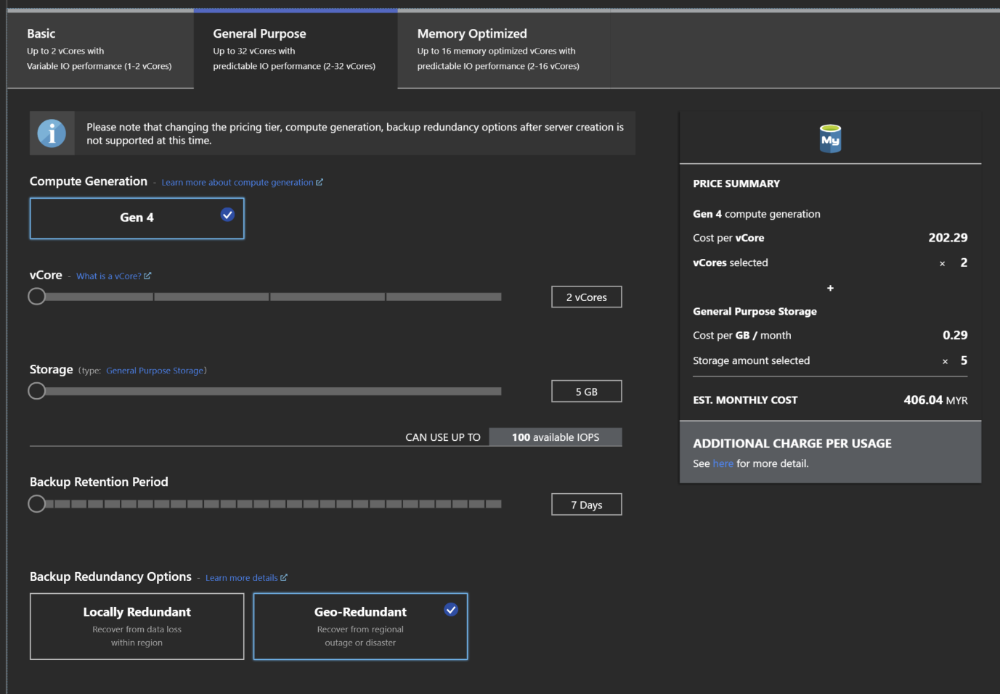 Basic
Up to 2 vCores with
Variable IO performance (1-2 vCores)
General Purpose
Up to 32 vCores with
predictable IO performance (2-32 vCores)
Memory Optimized
Up to 16 memory optimized vCores with
predictable IO performance (2-16 vCores)
Please note that changing the pricing tier, compute generation, backup redundancy options after server creation is
not supported at this time.
Compute Generation - Learn more about compute generation
Gen 4
vCore - What is a vCore?
2 vCores
Storage (type: General Purpose Storage)
5 GB
CAN USE UP TO 100 available IOPS
Backup Retention Period
7 Days
Backup Redundancy Options - Learn more details
Locally Redundant
Recover from data loss
within region
Geo-Redundant
Recover from regional
outage or disaster
My
PRICE SUMMARY
Gen 4 compute generation
Cost per vCore 202.29
vCores selected × 2
+
General Purpose Storage
Cost per GB / month 0.29
Storage amount selected × 5
EST. MONTHLY COST 406.04 MYR
ADDITIONAL CHARGE PER USAGE
See here for more detail.